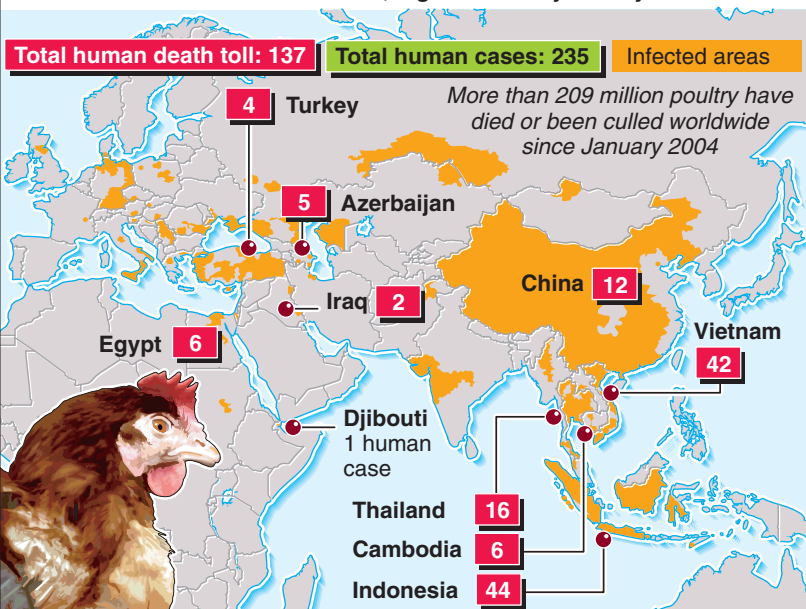 Total human death toll: 137
Total human cases: 235
Infected areas
More than 209 million poultry have
died or been culled worldwide
since January 2004
4 Turkey
5 Azerbaijan
China 12
Iraq 2
Vietnam
42
Egypt 6
Djibouti
1 human
case
Thailand 16
Cambodia 6
Indonesia 44